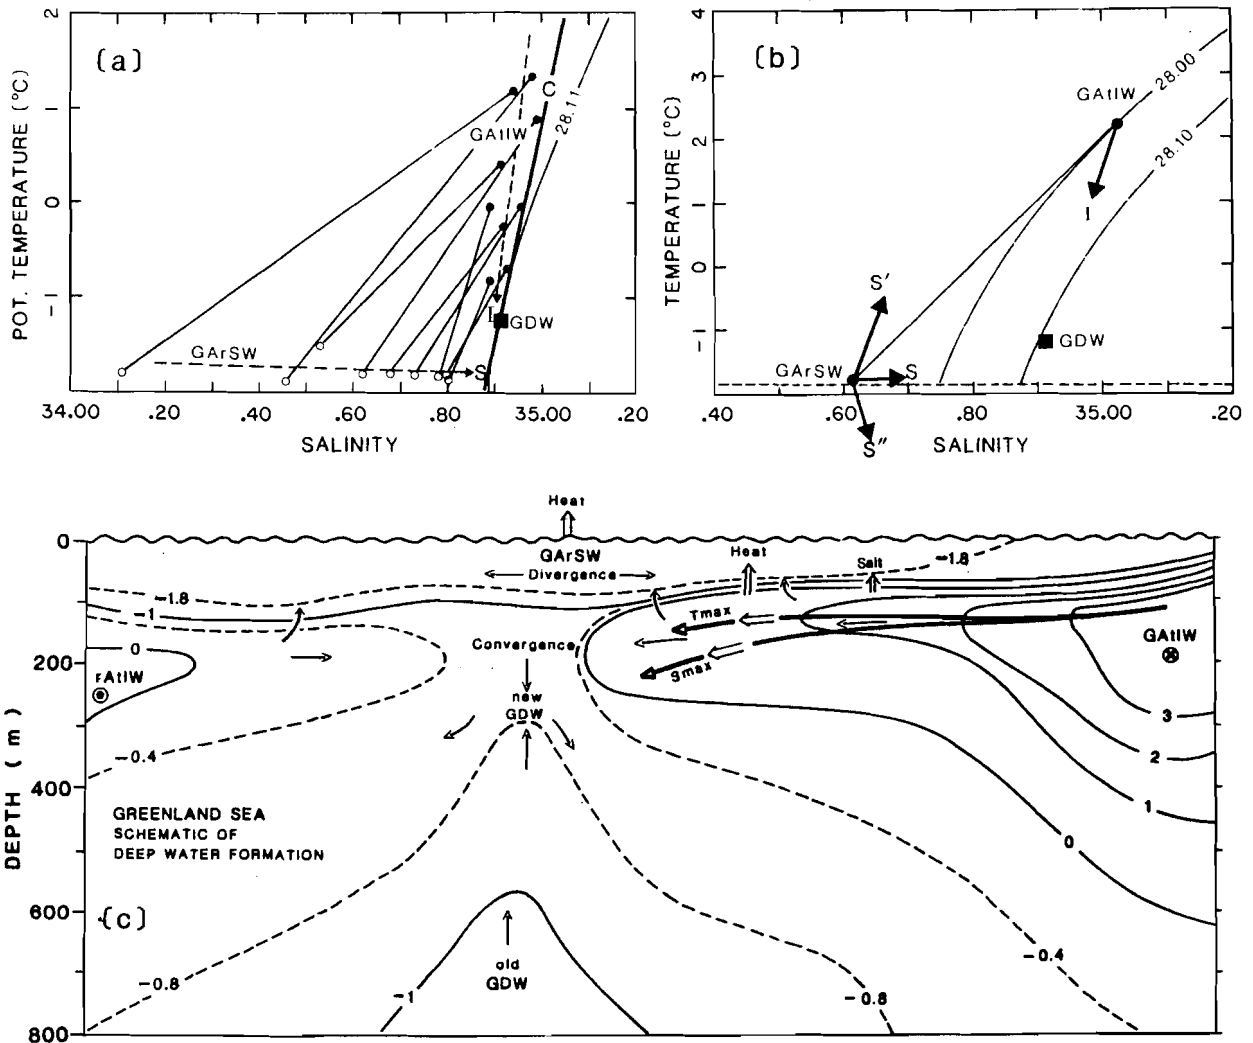 (a)
POT. TEMPERATURE (°C)
2
1
0
-1
GAtIW
C
28.11
I
GDW
GArSW
S
34.00 .20 .40 .60 .80 35.00 .20
SALINITY
(b)
TEMPERATURE (°C)
4
3
2
1
0
-1
GAtIW
28.00
28.10
I
S'
GDW
GArSW
S
S"
.40 .60 .80 35.00 .20
SALINITY
Heat
0
GArSW
Divergence
Heat
Salt
-1.8
-1.8
-1
Tmax
Convergence
GAtIW
0
200
Smax
rAtIW
new
GDW
3
-0.4
2
400
1
GREENLAND SEA
SCHEMATIC OF
DEEP WATER FORMATION
0
DEPTH (m)
600
(c)
old
GDW
-0.4
-0.8
-1
-0.8
800